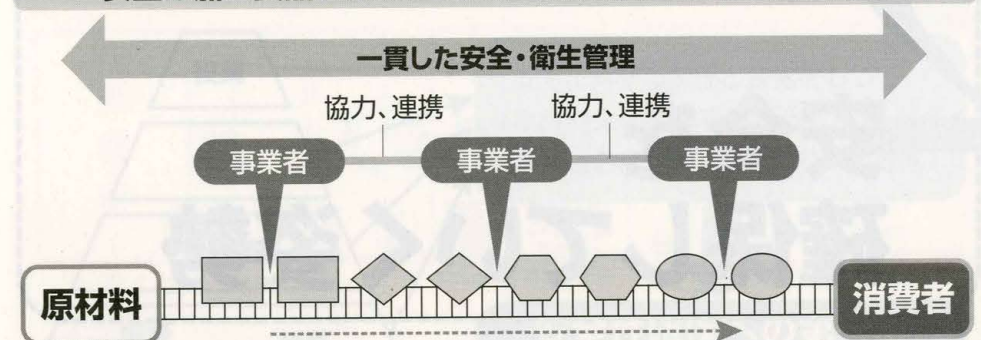 一貫した安全・衛生管理
協力、連携 協力、連携
事業者 事業者 事業者
原材料 消費者